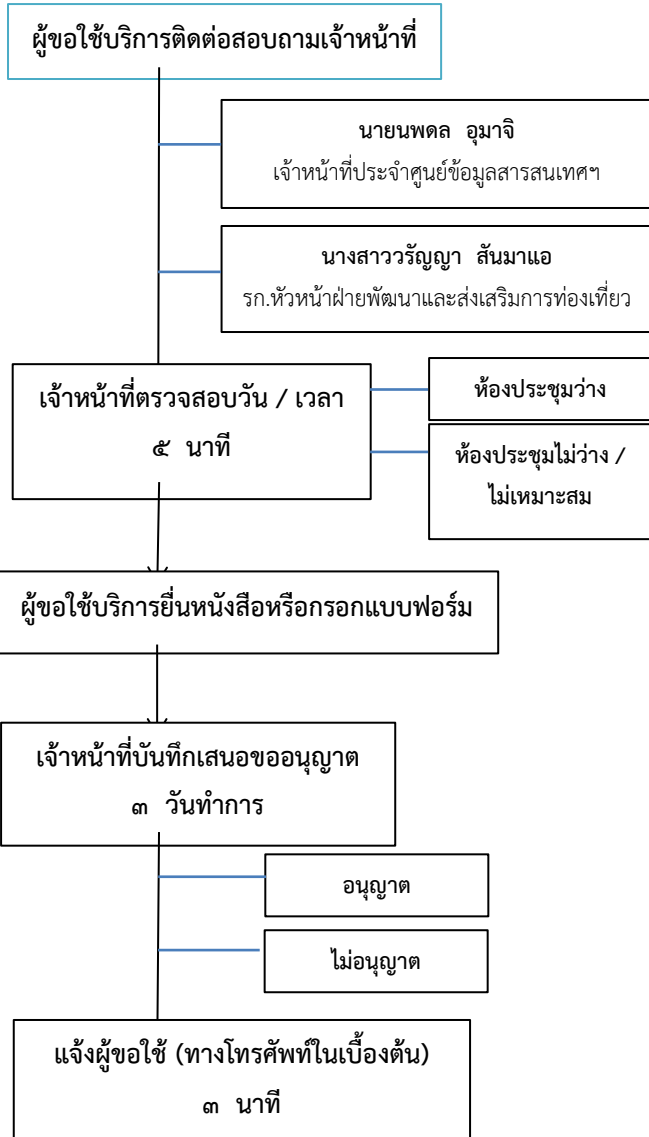 ผู้ขอใช้บริการติดต่อสอบถามเจ้าหน้าที่
นายนพดล อุมาจิ
เจ้าหน้าที่ประจำศูนย์ข้อมูลสารสนเทศฯ
นางสาววรัญญา สันมาแอ
รก.หัวหน้าฝ่ายพัฒนาและส่งเสริมการท่องเที่ยว
เจ้าหน้าที่ตรวจสอบวัน / เวลา
๕ นาที
ห้องประชุมว่าง
ห้องประชุมไม่ว่าง /
ไม่เหมาะสม
ผู้ขอใช้บริการยื่นหนังสือหรือกรอกแบบฟอร์ม
เจ้าหน้าที่บันทึกเสนอขออนุญาต
๓ วันทำการ
อนุญาต
ไม่อนุญาต
แจ้งผู้ขอใช้ (ทางโทรศัพท์ในเบื้องต้น)
๓ นาที